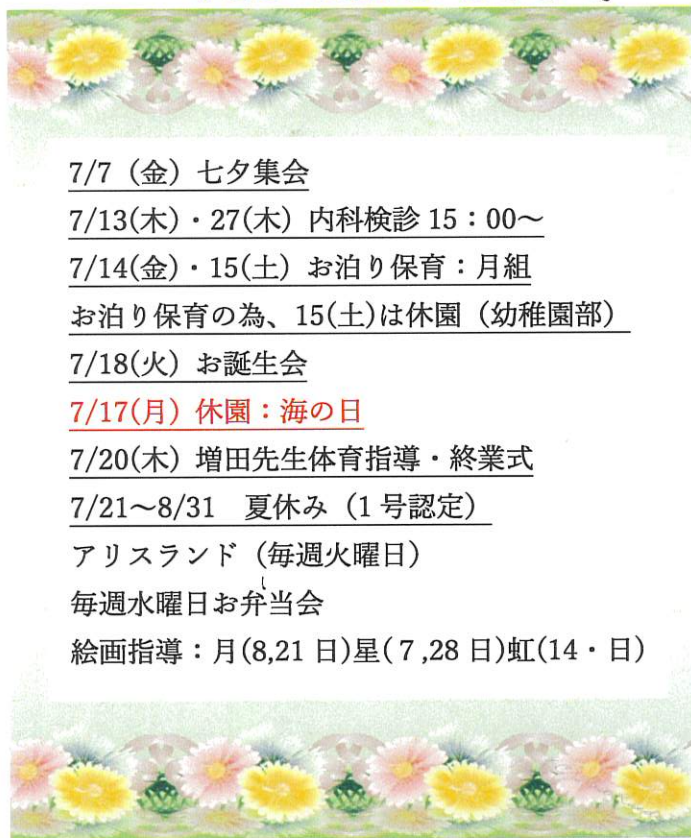 7/7（金）七夕集会
7/13(木)・27(木) 内科検診 15：00～
7/14(金)・15(土) お泊り保育：月組
お泊り保育の為、15(土)は休園（幼稚園部）
7/18(火) お誕生会
7/17(月) 休園：海の日
7/20(木) 増田先生体育指導・終業式
7/21～8/31　夏休み（1号認定）
アリスランド（毎週火曜日）
毎週水曜日お弁当会
絵画指導：月(8,21 日)星(７,28 日)虹(14・日)